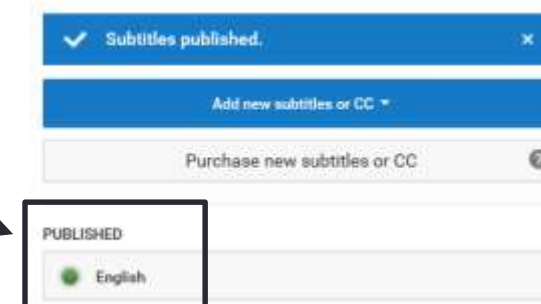 Subtitles published.
Add new subtitles or CC
Purchase new subtitles or CC
PUBLISHED
English